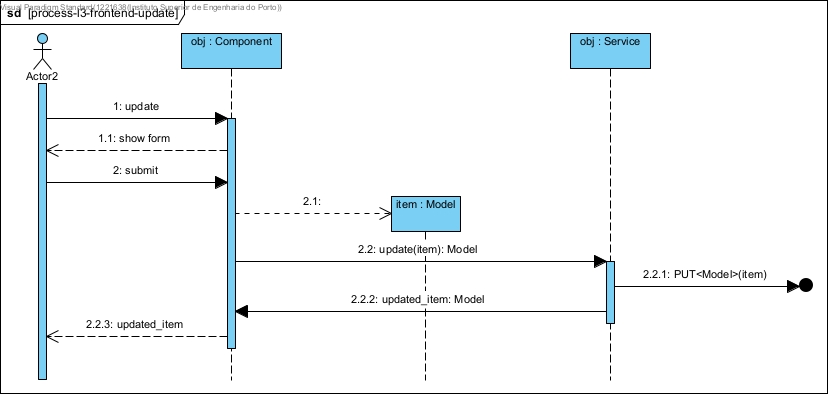 Visual Paradigm Standard(1221638(Instituto Superior de Engenharia do Porto))
sd [process-l3-frontend-update]
obj : Component
obj : Service
Actor2
1: update
1.1: show form
2: submit
2.1:
item : Model
2.2: update(item): Model
2.2.1: PUT<Model>(item)
2.2.2: updated_item: Model
2.2.3: updated_item